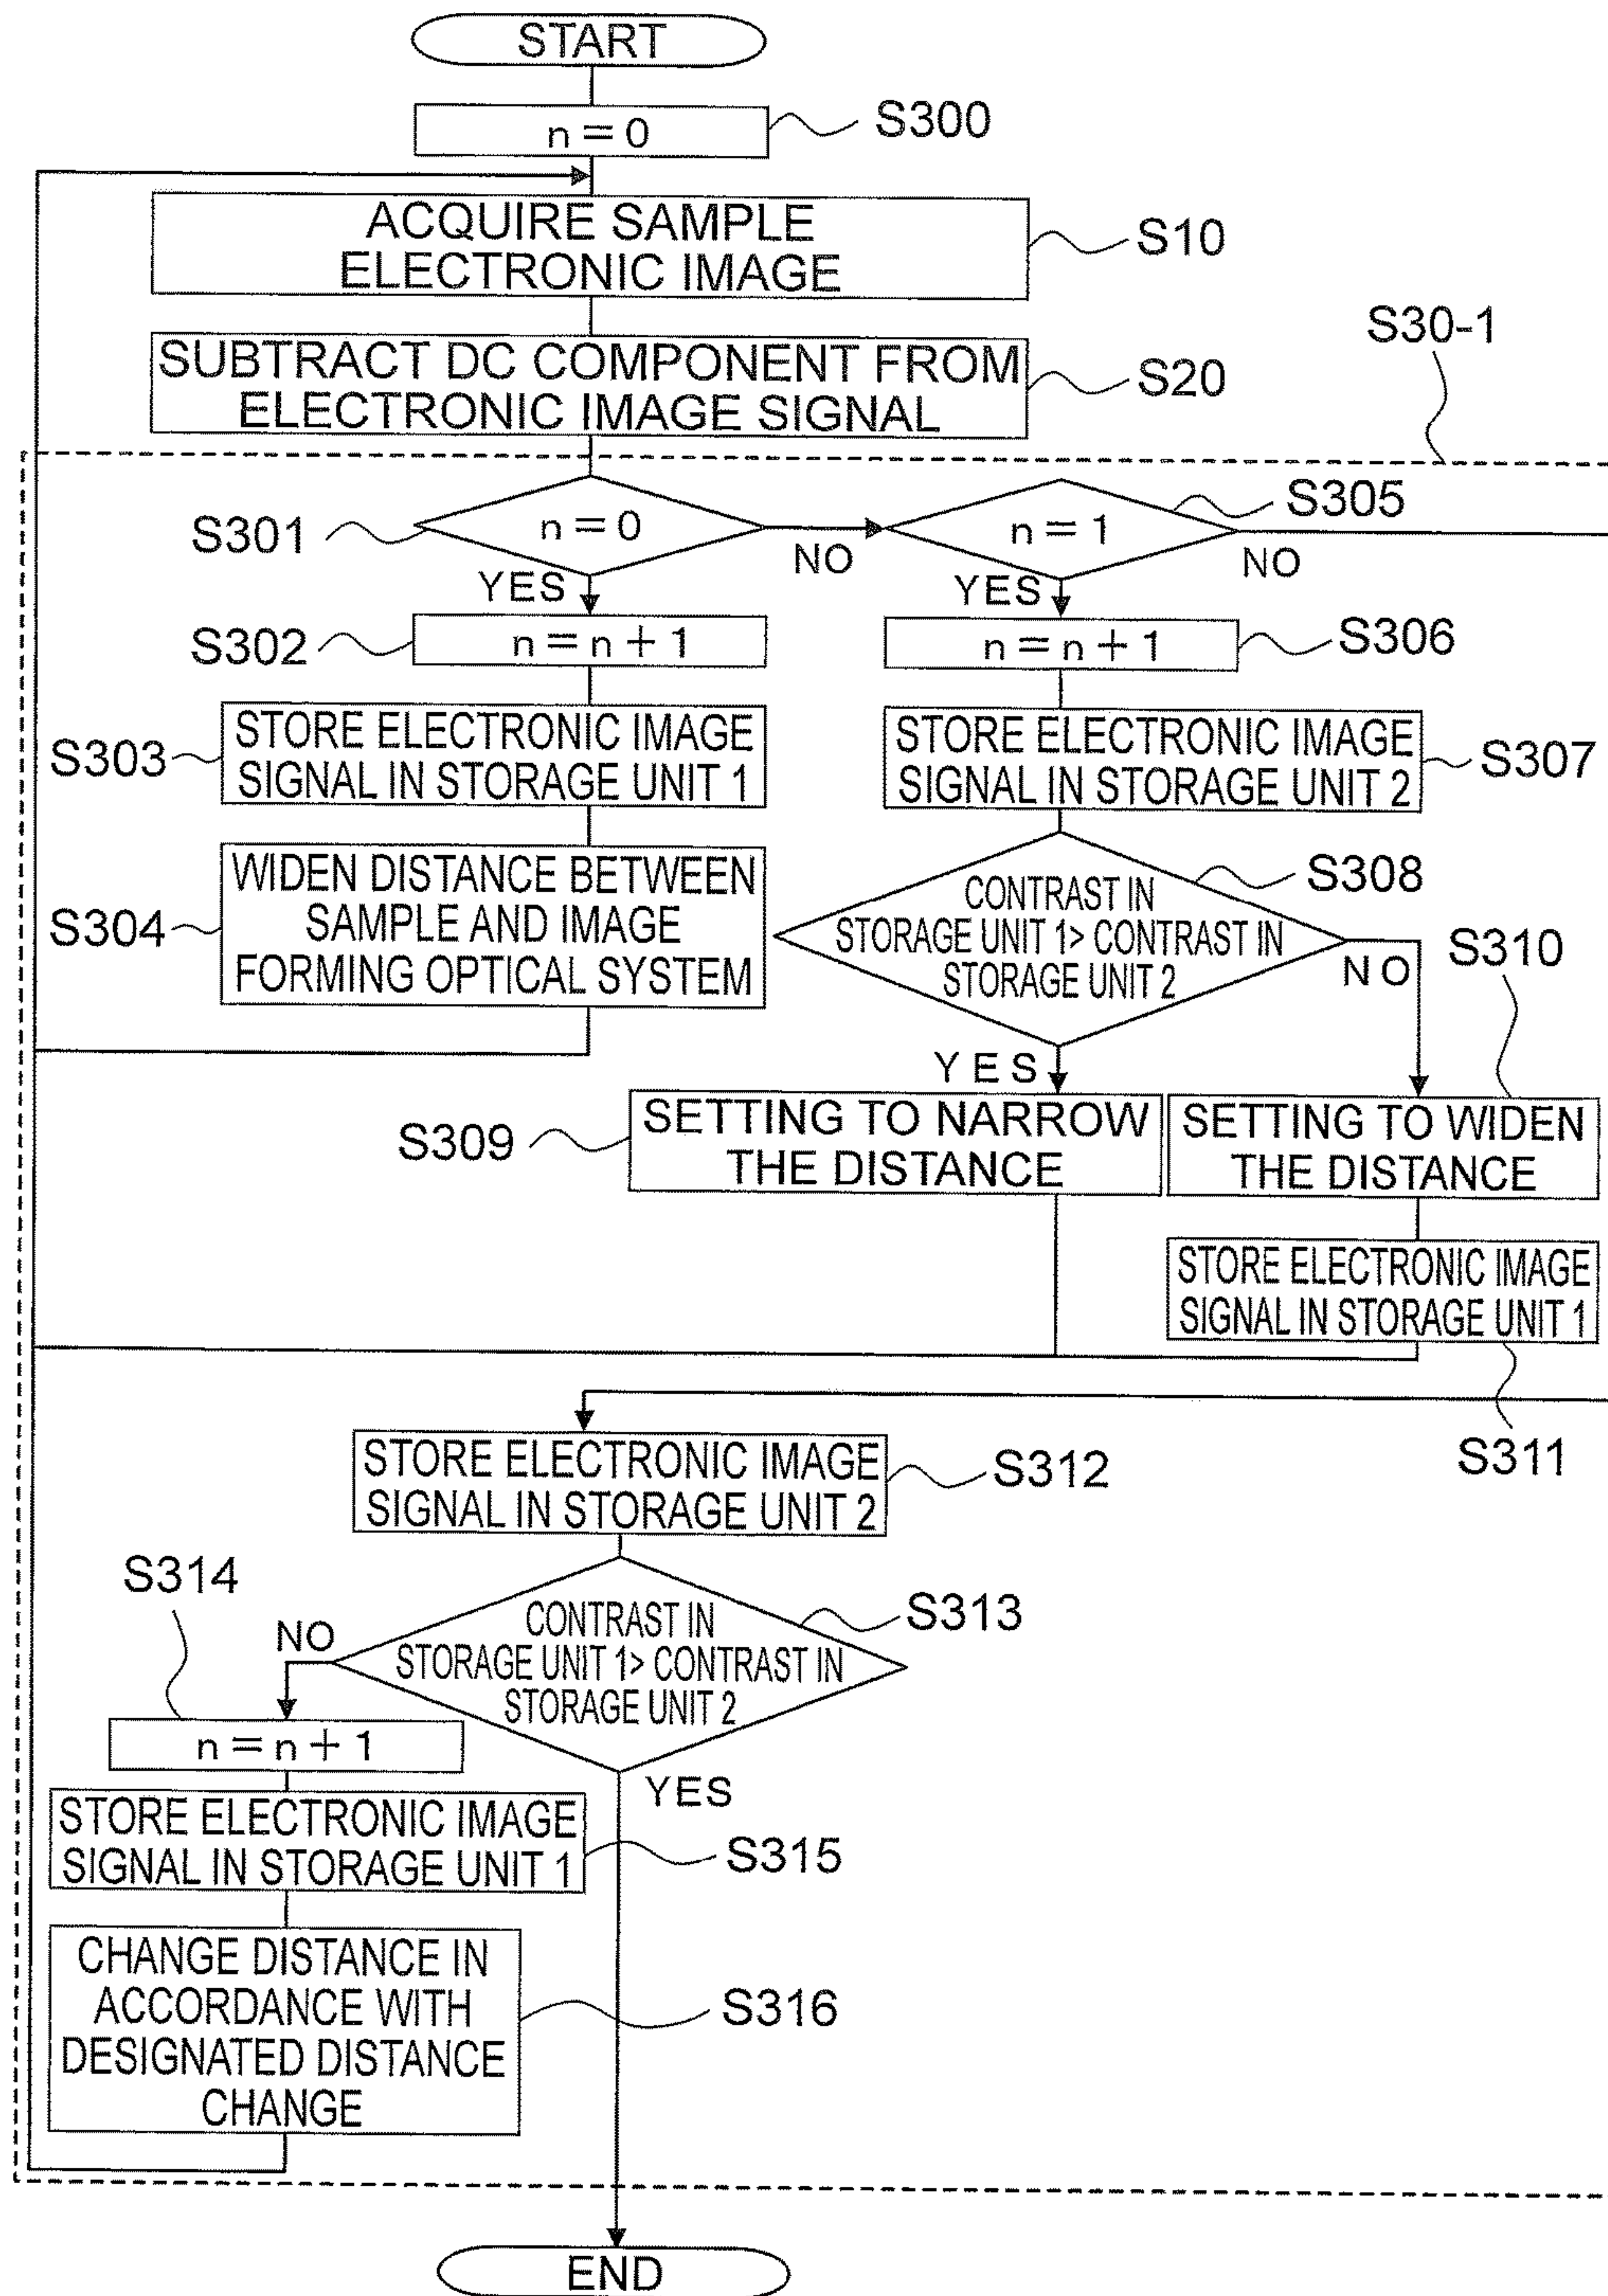 START
n = 0
S300
ACQUIRE SAMPLE
ELECTRONIC IMAGE
S10
S30-1
SUBTRACT DC COMPONENT FROM
ELECTRONIC IMAGE SIGNAL
S20
S301
n = 0
NO
YES
S305
n = 1
NO
YES
S302
n = n + 1
n = n + 1
S306
S303
STORE ELECTRONIC IMAGE
SIGNAL IN STORAGE UNIT 1
STORE ELECTRONIC IMAGE
SIGNAL IN STORAGE UNIT 2
S307
S304
WIDEN DISTANCE BETWEEN
SAMPLE AND IMAGE
FORMING OPTICAL SYSTEM
CONTRAST IN
STORAGE UNIT 1> CONTRAST IN
STORAGE UNIT 2
S308
NO
YES
S310
S309
SETTING TO NARROW
THE DISTANCE
SETTING TO WIDEN
THE DISTANCE
STORE ELECTRONIC IMAGE
SIGNAL IN STORAGE UNIT 1
S311
STORE ELECTRONIC IMAGE
SIGNAL IN STORAGE UNIT 2
S312
S314
NO
CONTRAST IN
STORAGE UNIT 1> CONTRAST IN
STORAGE UNIT 2
S313
YES
n = n + 1
STORE ELECTRONIC IMAGE
SIGNAL IN STORAGE UNIT 1
S315
CHANGE DISTANCE IN
ACCORDANCE WITH
DESIGNATED DISTANCE
CHANGE
S316
END